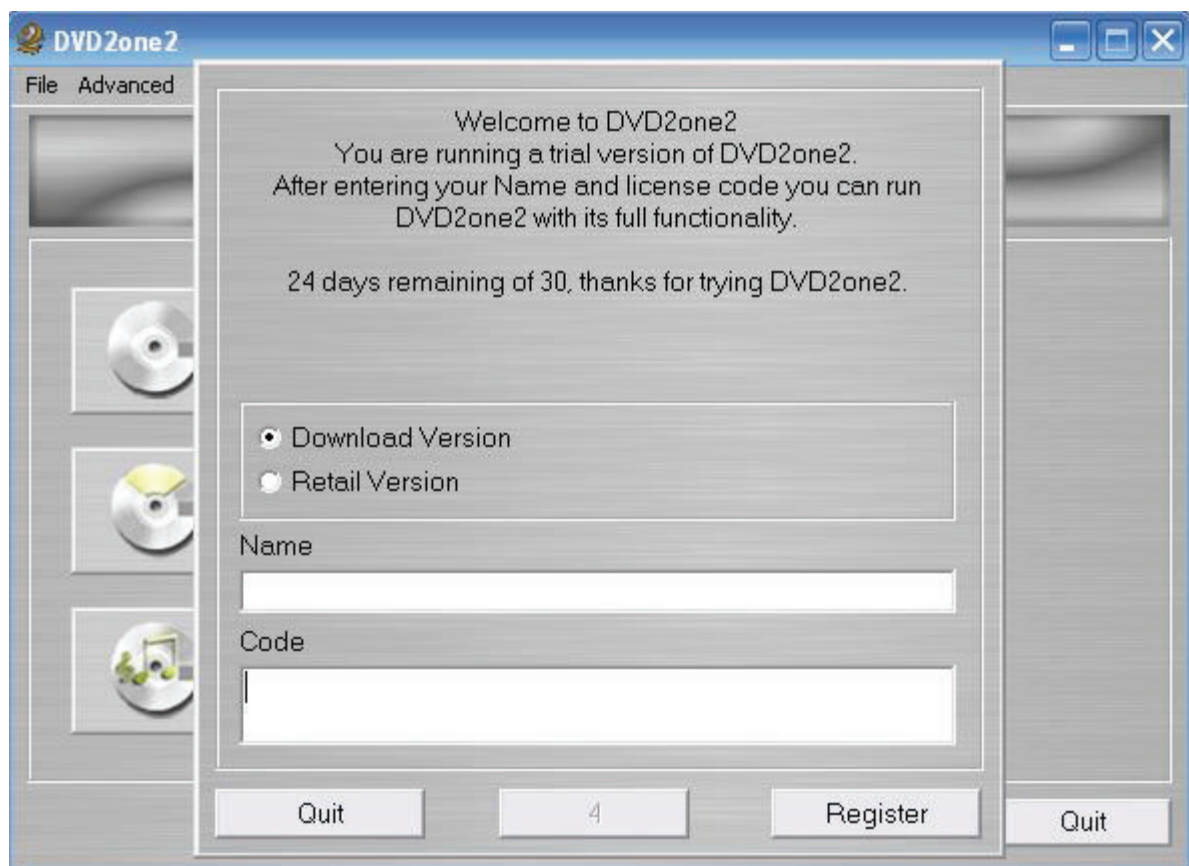 DVD2one2
File Advanced
Welcome to DVD2one2
You are running a trial version of DVD2one2.
After entering your Name and license code you can run
DVD2one2 with its full functionality.
24 days remaining of 30, thanks for trying DVD2one2.
Download Version
Retail Version
Name
Code
Quit 4 Register Quit